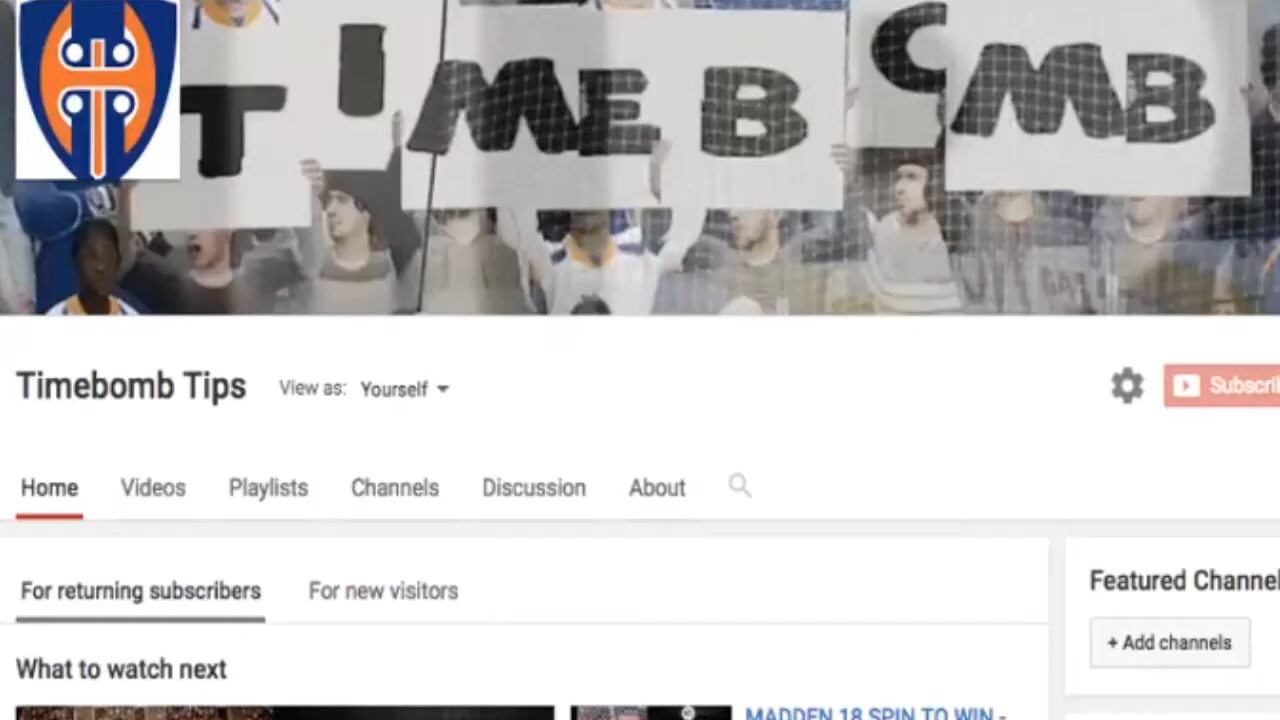 TIMEB CMB
Timebomb Tips
View as: Yourself
Subscri
Home Videos Playlists Channels Discussion About
For returning subscribers For new visitors
Featured Channel
+ Add channels
What to watch next
MADDEN 18 SPIN TO WIN -